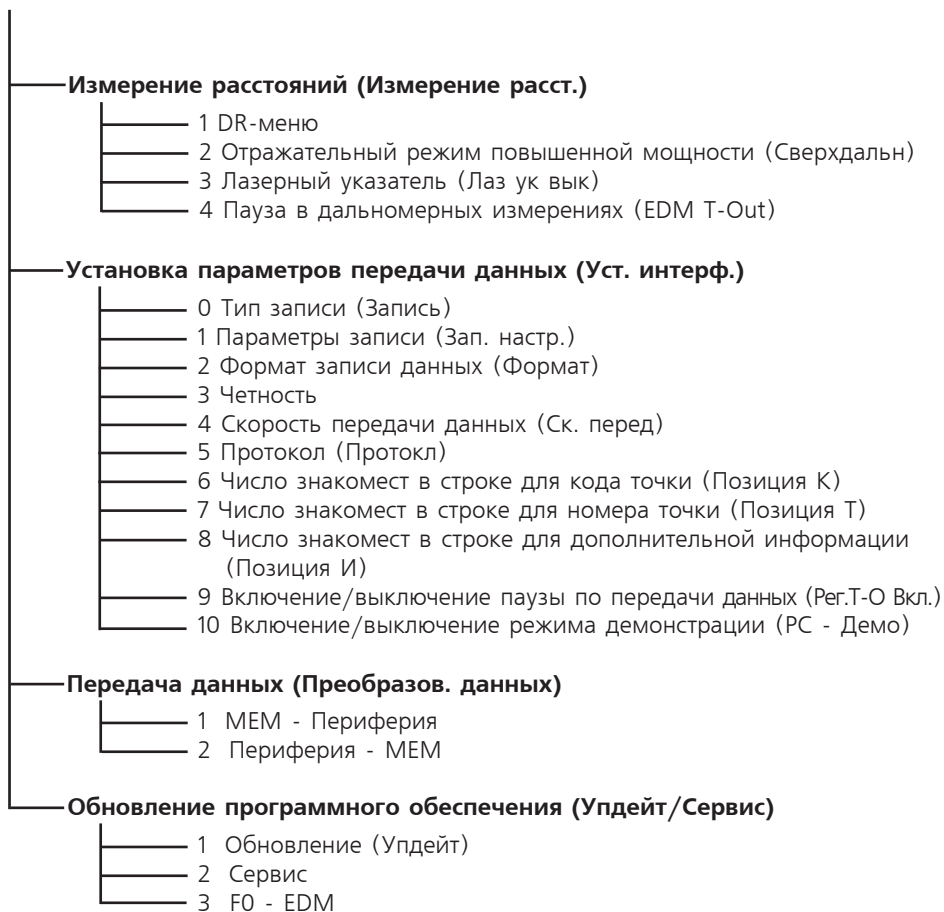 Измерение расстояний (Измерение расст.)
1 DR-меню
2 Отражательный режим повышенной мощности (Сверхдальн)
3 Лазерный указатель (Лаз ук вык)
4 Пауза в дальномерных измерениях (EDM T-Out)
Установка параметров передачи данных (Уст. интерф.)
0 Тип записи (Запись)
1 Параметры записи (Зап. настр.)
2 Формат записи данных (Формат)
3 Четность
4 Скорость передачи данных (Ск. перед)
5 Протокол (Протокл)
6 Число знакомест в строке для кода точки (Позиция К)
7 Число знакомест в строке для номера точки (Позиция Т)
8 Число знакомест в строке для дополнительной информации
(Позиция И)
9 Включение/выключение паузы по передачи данных (Рег.Т-О Вкл.)
10 Включение/выключение режима демонстрации (РС - Демо)
Передача данных (Преобразов. данных)
1 МЕМ - Периферия
2 Периферия - МЕМ
Обновление программного обеспечения (Упдейт/Сервис)
1 Обновление (Упдейт)
2 Сервис
3 F0 - EDM